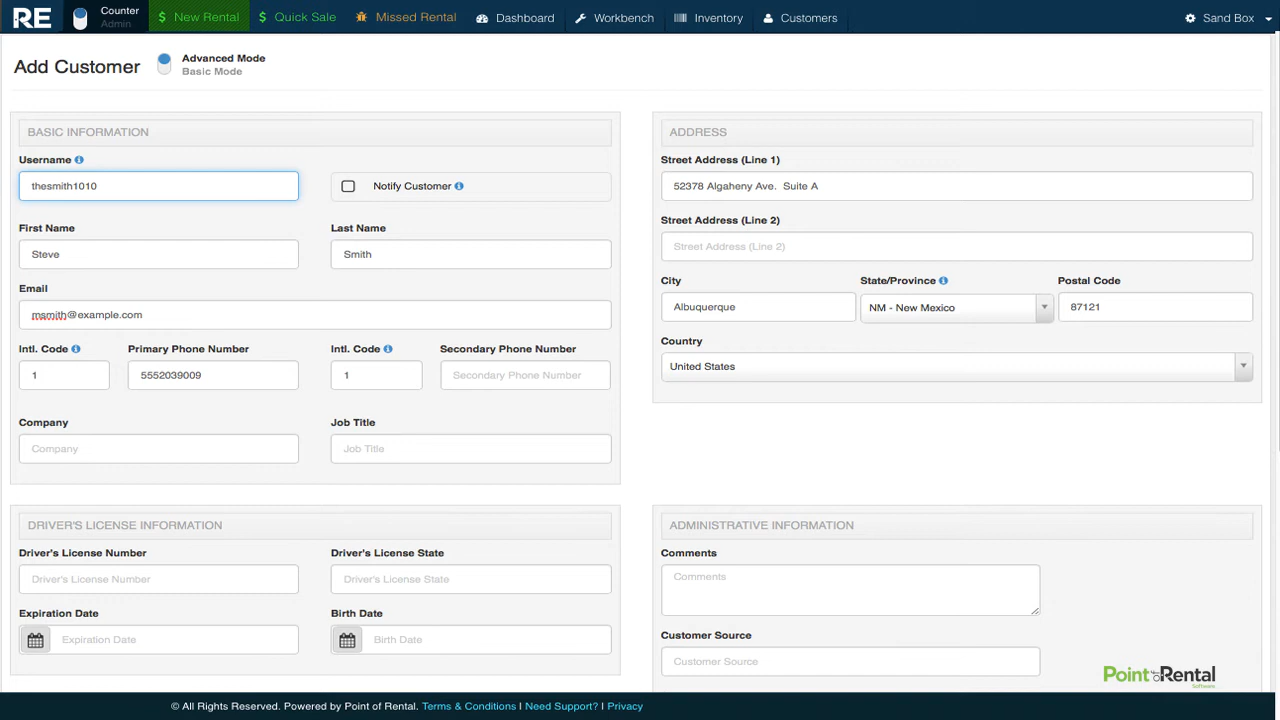 RE Counter Admin $ New Rental $ Quick Sale Missed Rental Dashboard Workbench Inventory Customers Sand Box
Add Customer Advanced Mode
Basic Mode
BASIC INFORMATION
Username
thesmith1010 Notify Customer
First Name Last Name
Steve Smith
Email
msmith@example.com
Intl. Code Primary Phone Number Intl. Code Secondary Phone Number
1 5552039009 1 Secondary Phone Number
Company Job Title
Company Job Title
ADDRESS
Street Address (Line 1)
52378 Algaheny Ave.  Suite A
Street Address (Line 2)
Street Address (Line 2)
City State/Province Postal Code
Albuquerque NM - New Mexico 87121
Country
United States
DRIVER'S LICENSE INFORMATION
Driver's License Number Driver's License State
Driver's License Number Driver's License State
Expiration Date Birth Date
Expiration Date Birth Date
ADMINISTRATIVE INFORMATION
Comments
Comments
Customer Source
Customer Source
Point of Rental
Software
© All Rights Reserved. Powered by Point of Rental. Terms & Conditions I Need Support? I Privacy